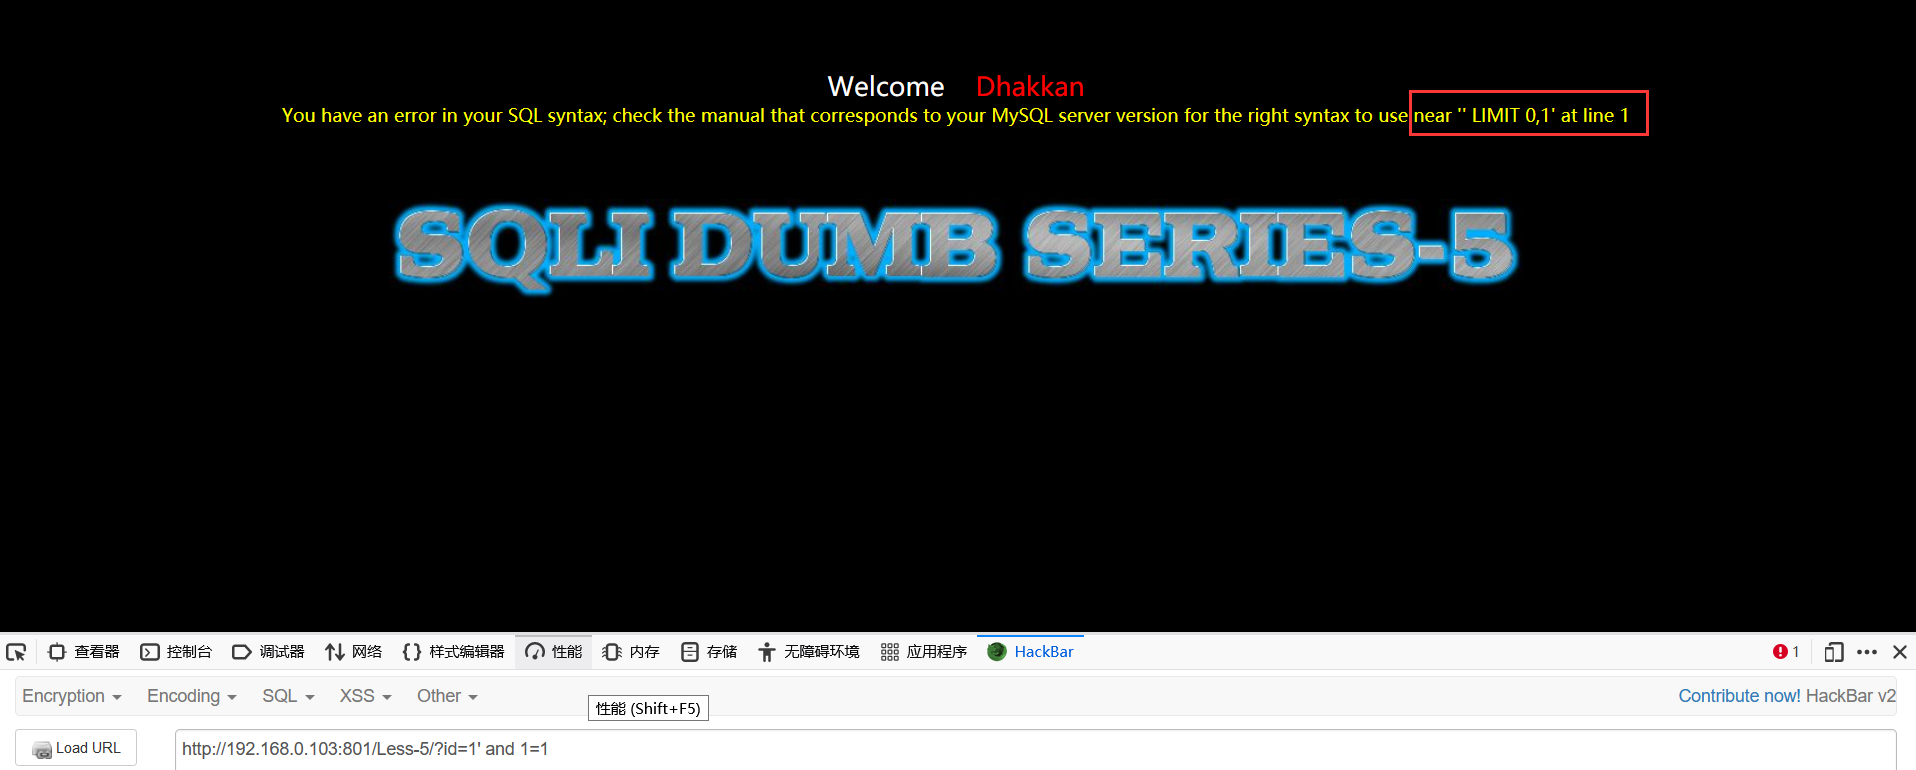 Welcome Dhakkan
You have an error in your SQL syntax; check the manual that corresponds to your MySQL server version for the right syntax to use near '' LIMIT 0,1' at line 1
SQLI DUMB SERIES-5
查看器 控制台 调试器 网络 样式编辑器 性能 内存 存储 无障碍环境 应用程序 HackBar 1
Encryption Encoding SQL XSS Other Contribute now! HackBar v2
性能 (Shift+F5)
Load URL http://192.168.0.103:801/Less-5/?id=1' and 1=1